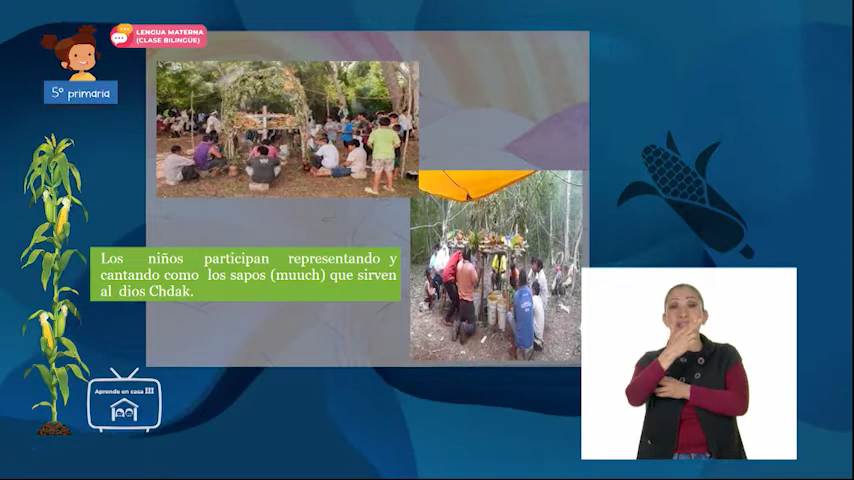 LENGUA MATERNA
(CLASE BILINGÜE)
5° primaria
Los niños participan representando y
cantando como los sapos (muuch) que sirven
al dios Chdak.
Aprende en casa III